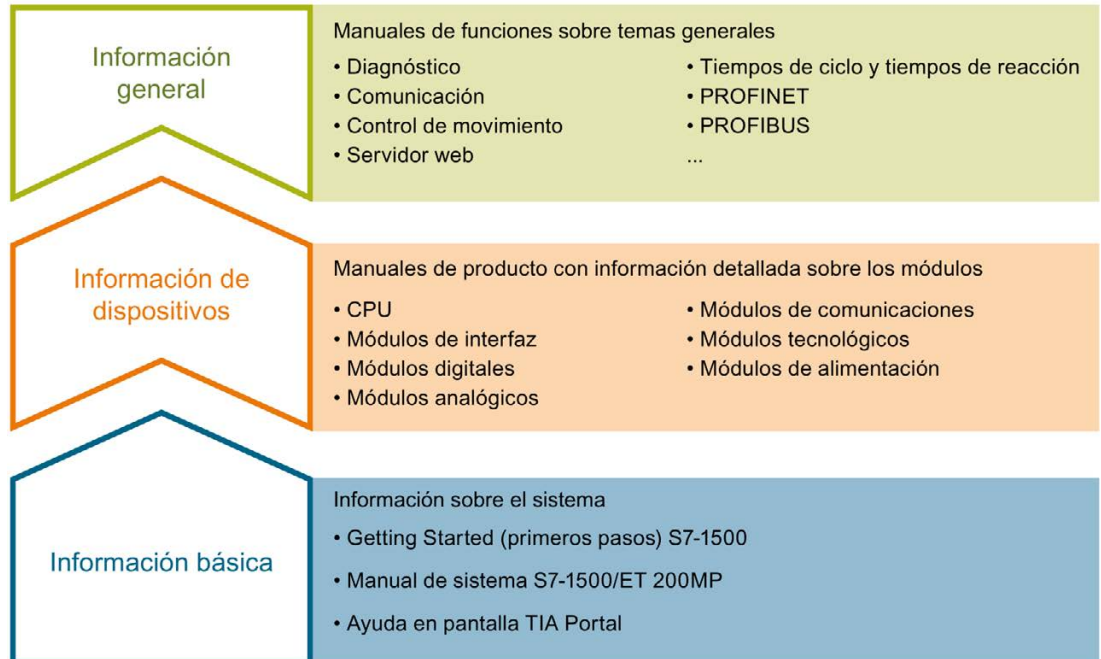 Información
general
Manuales de funciones sobre temas generales
• Diagnóstico
• Comunicación
• Control de movimiento
• Servidor web
• Tiempos de ciclo y tiempos de reacción
• PROFINET
• PROFIBUS
...
Información de
dispositivos
Manuales de producto con información detallada sobre los módulos
• CPU
• Módulos de interfaz
• Módulos digitales
• Módulos analógicos
• Módulos de comunicaciones
• Módulos tecnológicos
• Módulos de alimentación
Información básica
Información sobre el sistema
• Getting Started (primeros pasos) S7-1500
• Manual de sistema S7-1500/ET 200MP
• Ayuda en pantalla TIA Portal